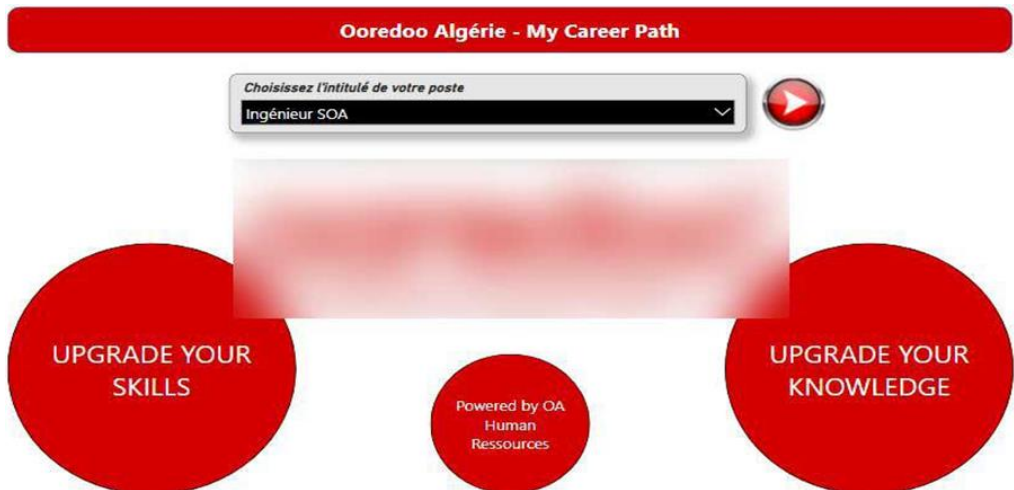 Ooredoo Algérie - My Career Path
Choisissez l'intitulé de votre poste
Ingénieur SOA
UPGRADE YOUR
SKILLS
Powered by OA
Human
Ressources
UPGRADE YOUR
KNOWLEDGE